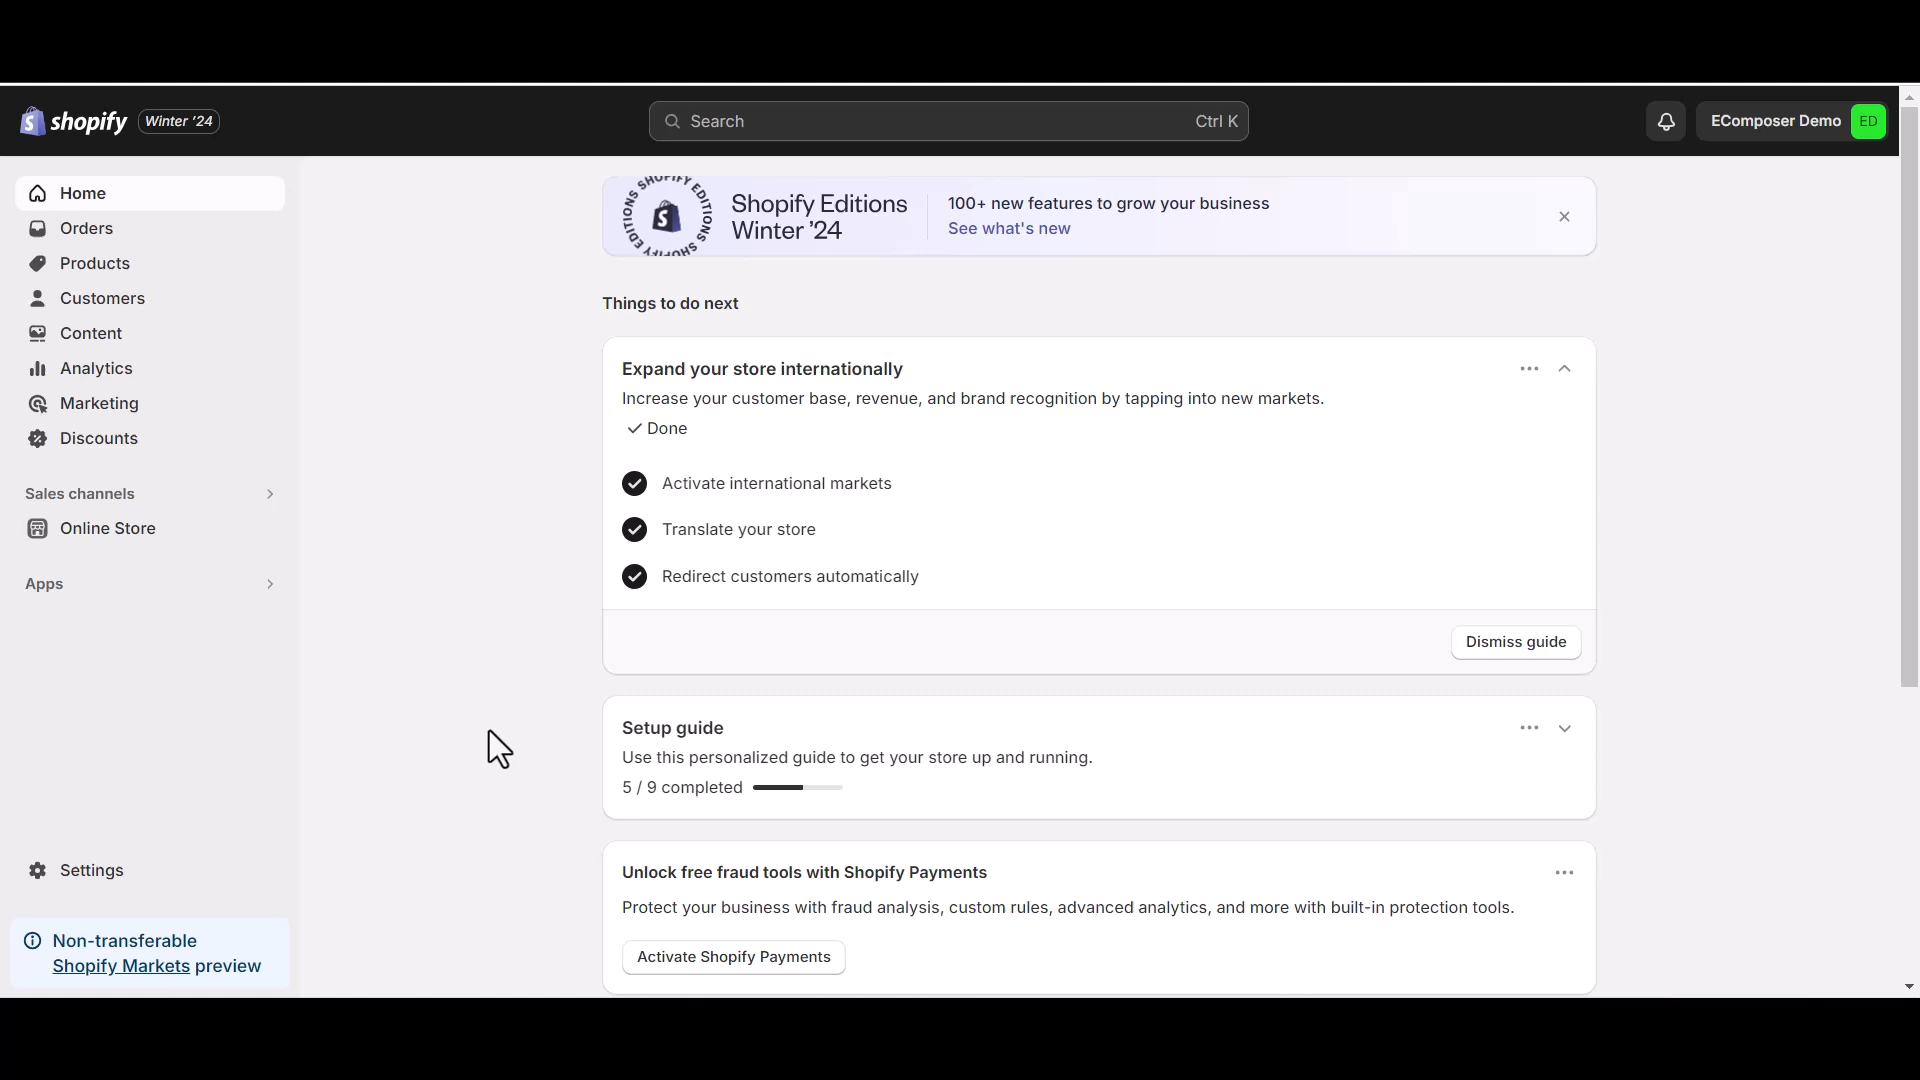 shopify Winter '24
Search Ctrl K
EComposer Demo ED
Home
Orders
Products
Customers
Content
Analytics
Marketing
Discounts
Sales channels
Online Store
Apps
Settings
Non-transferable
Shopify Markets preview
SHOPIFY EDITIONS SHOPIFY EDITIONS
Shopify Editions
Winter ’24
100+ new features to grow your business
See what's new
Things to do next
Expand your store internationally
Increase your customer base, revenue, and brand recognition by tapping into new markets.
Done
Activate international markets
Translate your store
Redirect customers automatically
Dismiss guide
Setup guide
Use this personalized guide to get your store up and running.
5 / 9 completed
Unlock free fraud tools with Shopify Payments
Protect your business with fraud analysis, custom rules, advanced analytics, and more with built-in protection tools.
Activate Shopify Payments